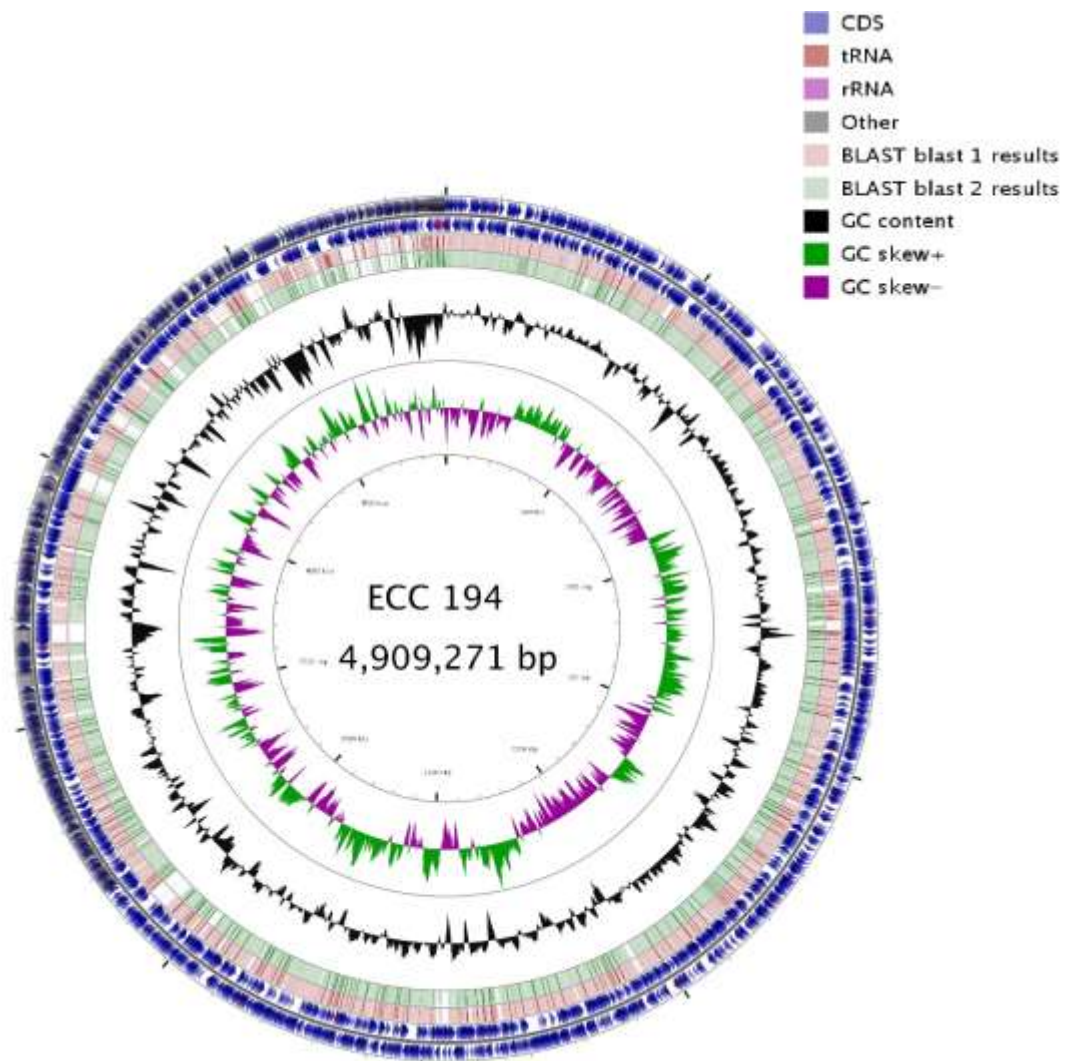 CDS
tRNA
rRNA
Other
BLAST blast 1 results
BLAST blast 2 results
GC content
GC skew+
GC skew-
ECC 194
4,909,271 bp